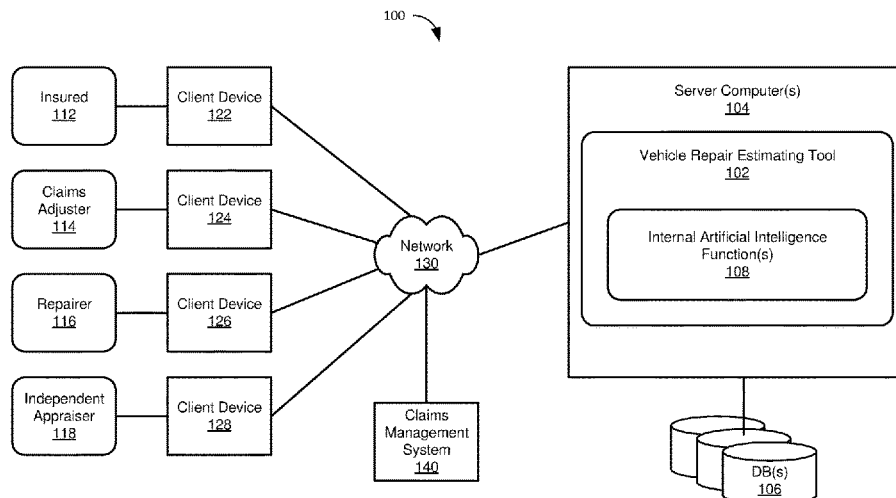 100
Insured
112
Client Device
122
Claims
Adjuster
114
Client Device
124
Repairer
116
Client Device
126
Independent
Appraiser
118
Client Device
128
Network
130
Claims
Management
System
140
Server Computer(s)
104
Vehicle Repair Estimating Tool
102
Internal Artificial Intelligence
Function(s)
108
DB(s)
106